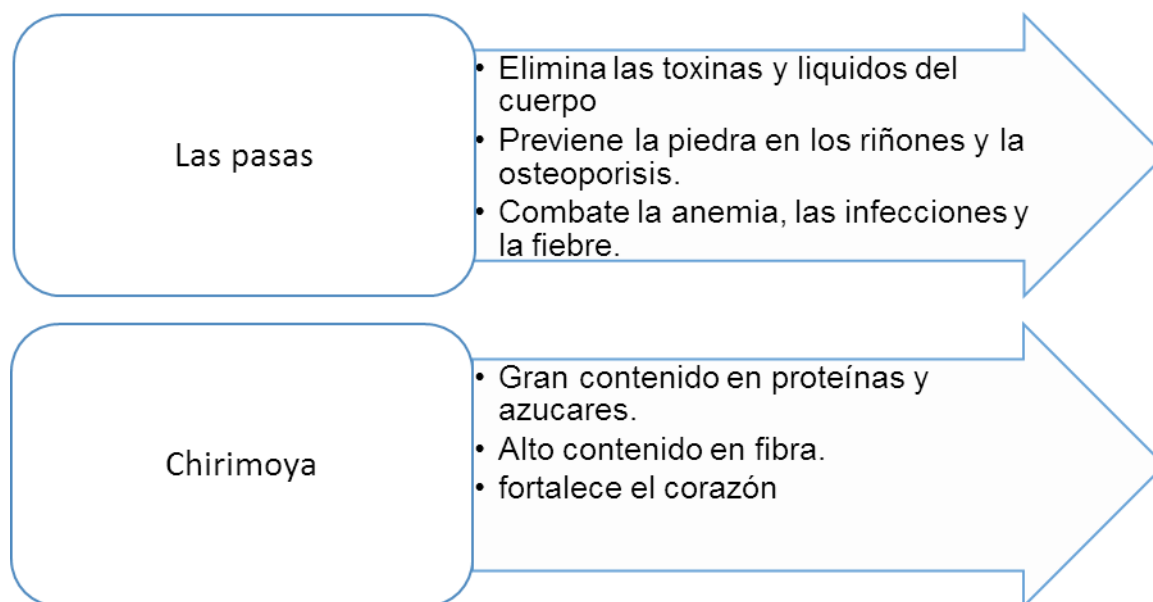 Las pasas
• Elimina las toxinas y liquidos del
cuerpo
• Previene la piedra en los riñones y la
osteoporisis.
• Combate la anemia, las infecciones y
la fiebre.
Chirimoya
• Gran contenido en proteínas y
azucares.
• Alto contenido en fibra.
• fortalece el corazón